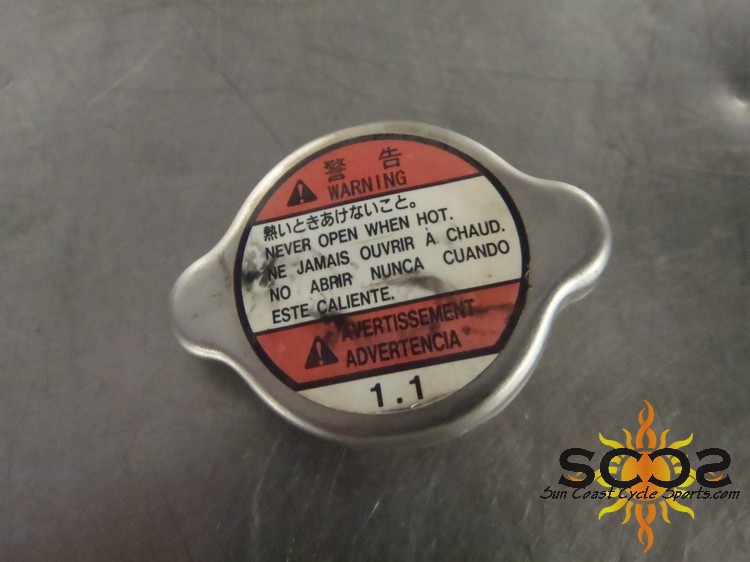 警 告
WARNING
熱いときあけないこと。
NEVER OPEN WHEN HOT.
NE JAMAIS OUVRIR À CHAUD.
NO ABRIR NUNCA CUANDO
ESTE CALIENTE.
AVERTISSEMENT
ADVERTENCIA
1.1
SCCS
Sun Coast Cycle Sports.com